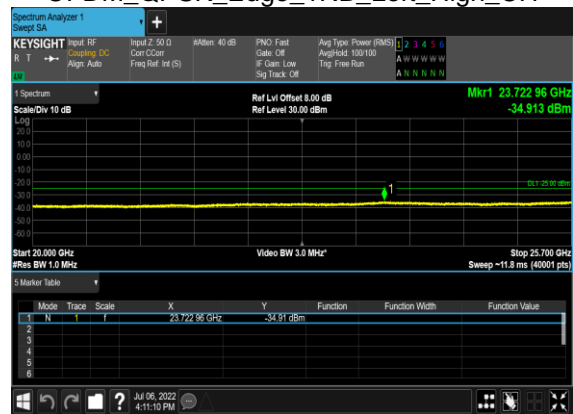 Spectrum Analyzer 1
Swept SA
+
KEYSIGHT Input: RF
R T Coupling: DC
Align: Auto
LU
Input Z: 50 Ω
Corr CCorr
Freq Ref: Int (S)
#Atten: 40 dB
PNO: Fast
Gate: Off
IF Gain: Low
Sig Track: Off
Avg Type: Power (RMS)
Avg|Hold: 100/100
Trig: Free Run
1 2 3 4 5 6
A W W W W W
A N N N N N
1 Spectrum
Scale/Div 10 dB
Ref Lvl Offset 8.00 dB
Ref Level 30.00 dBm
Mkr1 23.722 96 GHz
-34.913 dBm
Log
20.0
10.0
0.00
-10.0
-20.0
-30.0
-40.0
-50.0
-60.0
1
DL1 -25.00 dBm
Start 20.000 GHz
#Res BW 1.0 MHz
Video BW 3.0 MHz*
Stop 25.700 GHz
Sweep ~11.8 ms (40001 pts)
5 Marker Table
Mode Trace Scale X Y Function Function Width Function Value
1 N 1 f 23.722 96 GHz -34.91 dBm
2
3
4
5
6
?
Jul 06, 2022
4:11:10 PM